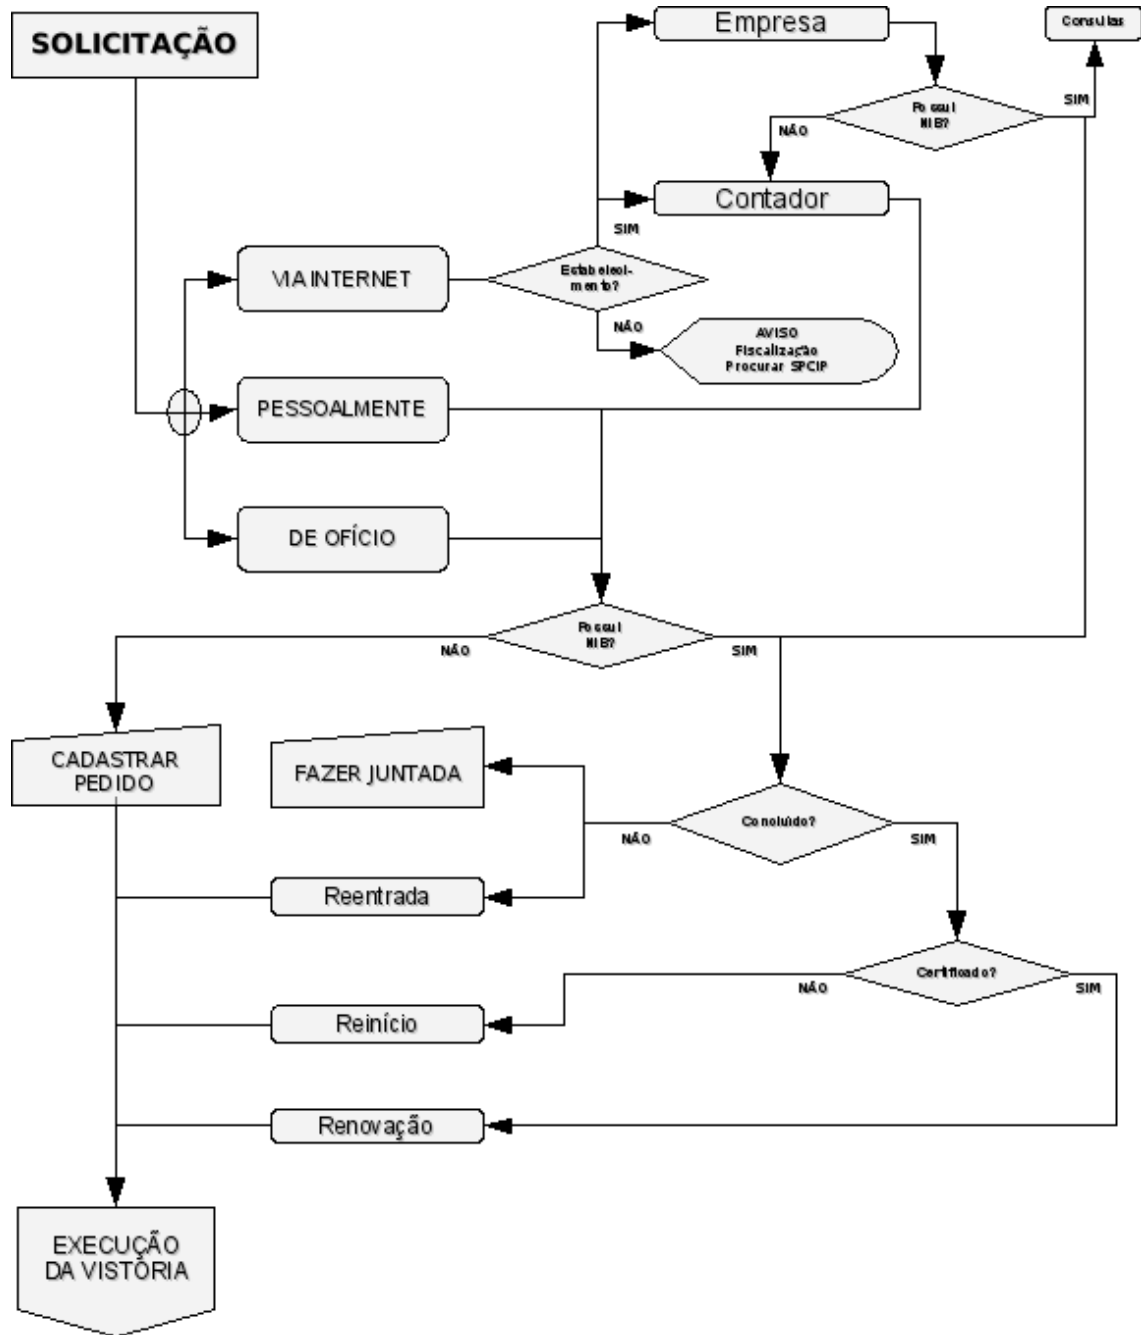 SOLICITAÇÃO
Empresa
Consultas
Possui
NIB?
SIM
NÃO
Contador
SIM
VIA INTERNET
Estabeleci-
mento?
NÃO
AVISO
Fiscalização
Procurar SPCIP
PESSOALMENTE
DE OFÍCIO
Possui
NIB?
NÃO
SIM
CADASTRAR
PEDIDO
FAZER JUNTADA
Concluído?
NÃO
SIM
Reentrada
Certificado?
NÃO
SIM
Reinício
Renovação
EXECUÇÃO
DA VISTORIA